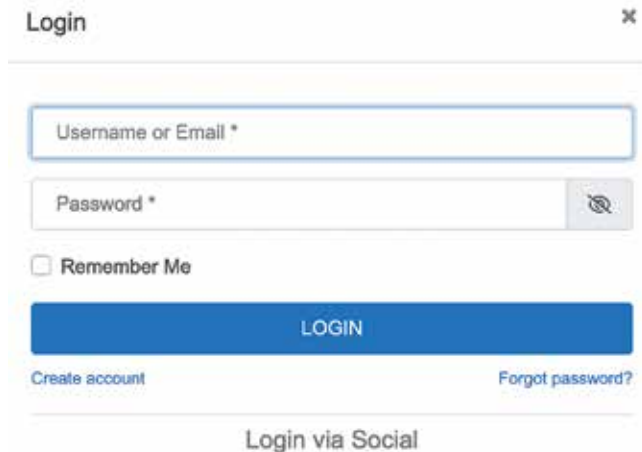 Login
Username or Email *
Password *
Remember Me
LOGIN
Create account Forgot password?
Login via Social